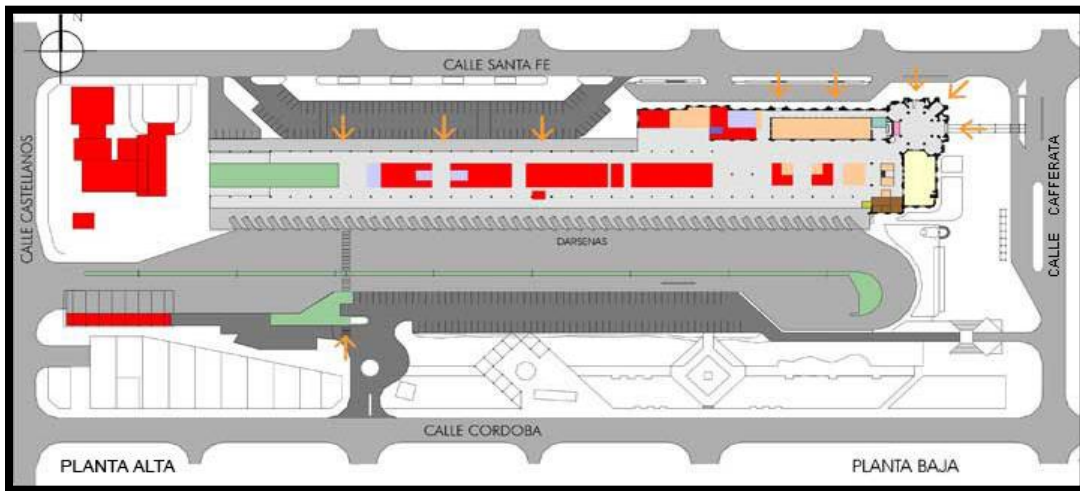 CALLE SANTA FE
CALLE CASTELLANOS
CALLE CAFFERATA
DARSENAS
CALLE CORDOBA
PLANTA ALTA
PLANTA BAJA